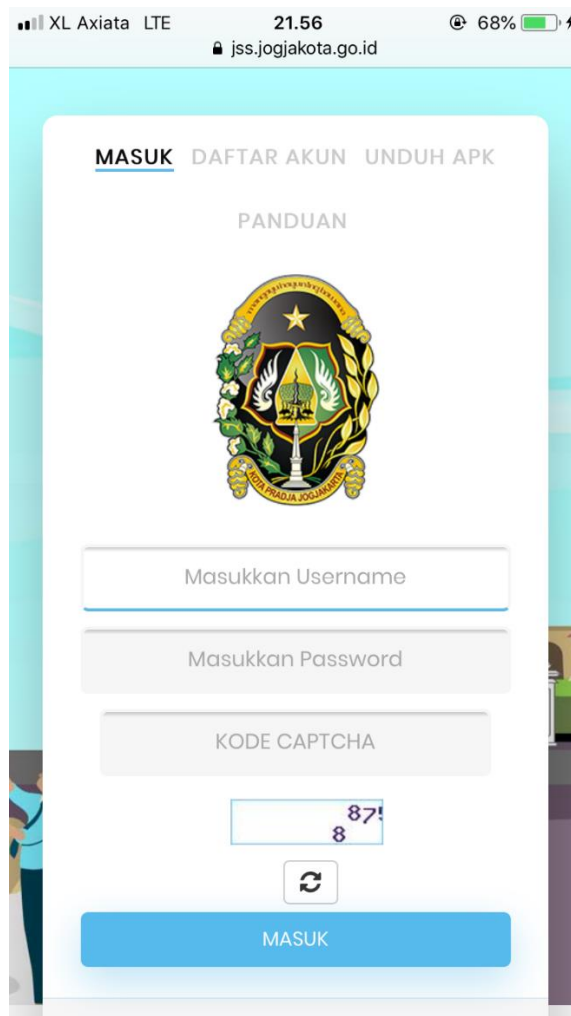 XL Axiata LTE 21.56 68%
jss.jogjakota.go.id
MASUK DAFTAR AKUN UNDUH APK
PANDUAN
KOTA PRADJA JOGJAKARTA
Masukkan Username
Masukkan Password
KODE CAPTCHA
8 87
MASUK